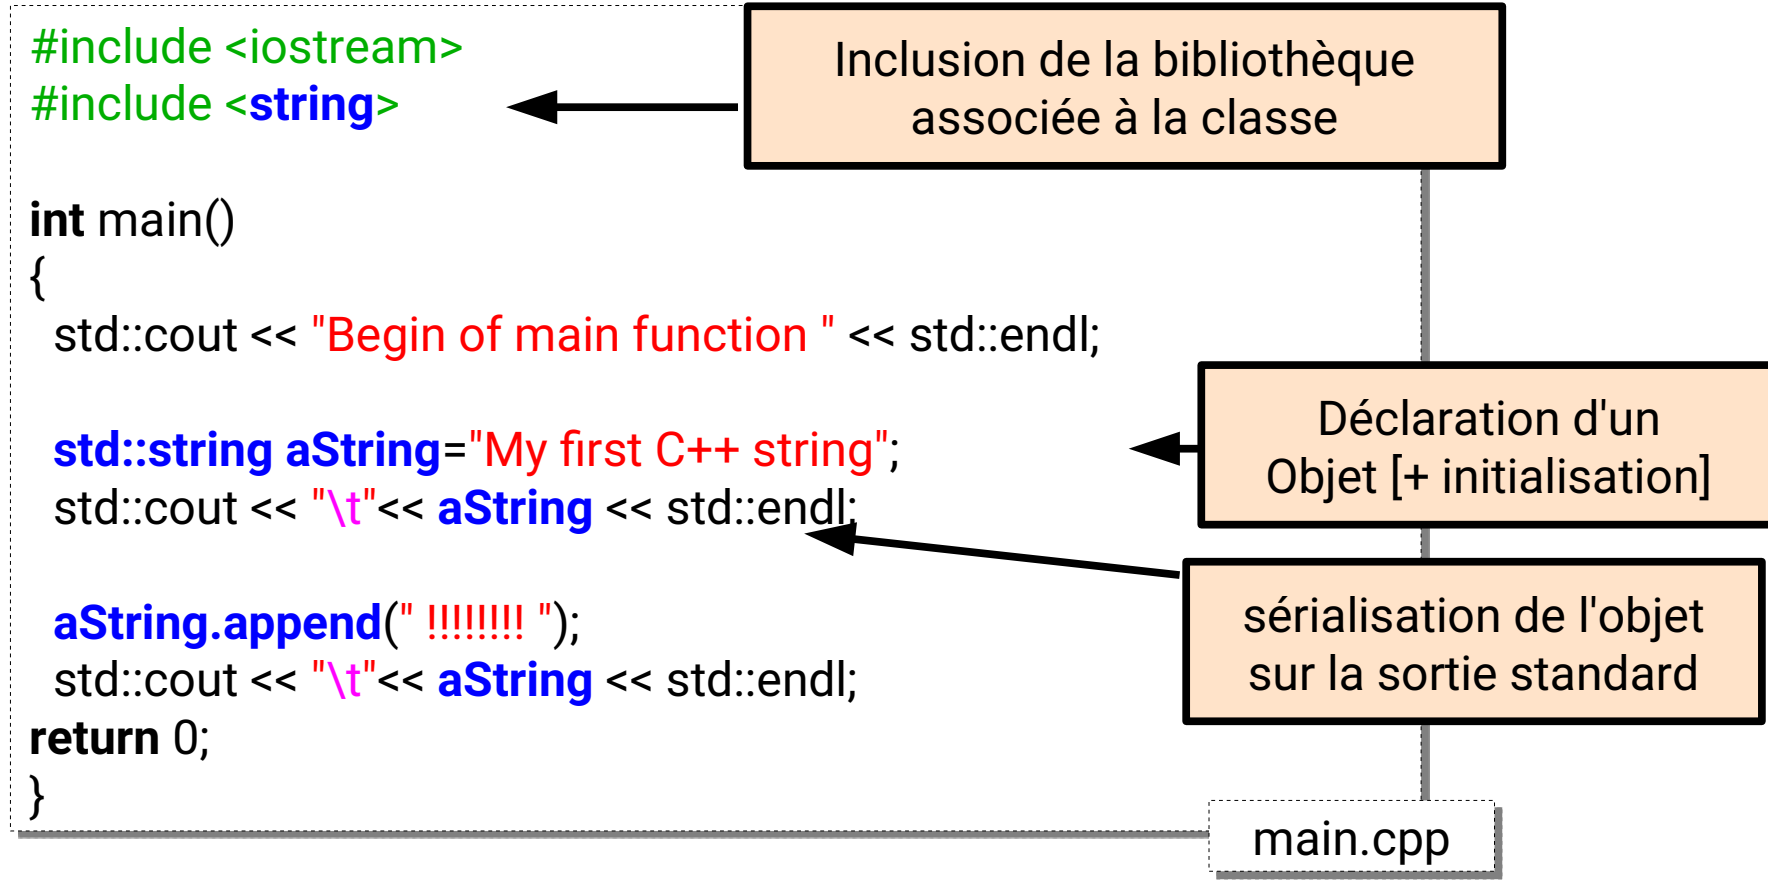 #include <iostream>
#include <string>
Inclusion de la bibliothèque
associée à la classe
int main()
{
std::cout << "Begin of main function " << std::endl;
std::string aString="My first C++ string";
std::cout << "\t"<< aString << std::endl;
Déclaration d'un
Objet [+ initialisation]
aString.append(" !!!!!!!! ");
std::cout << "\t"<< aString << std::endl;
sérialisation de l'objet
sur la sortie standard
return 0;
}
main.cpp